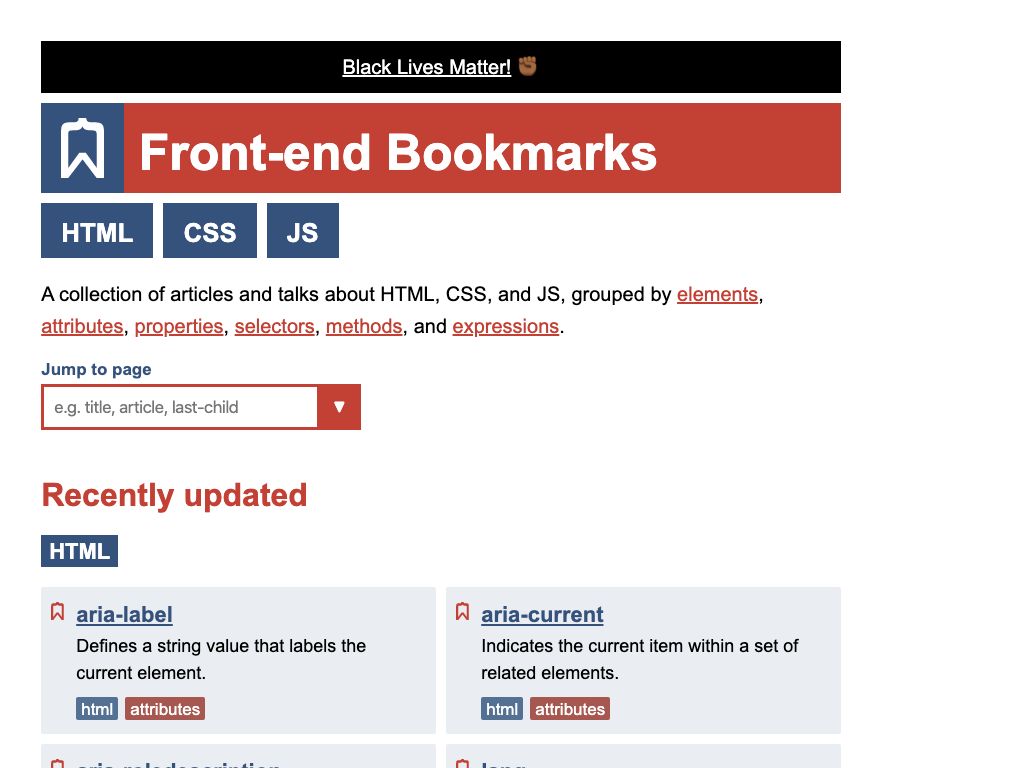 Black Lives Matter! ✊🏾
Front-end Bookmarks
HTML CSS JS
A collection of articles and talks about HTML, CSS, and JS, grouped by elements,
attributes, properties, selectors, methods, and expressions.
Jump to page
e.g. title, article, last-child ▼
Recently updated
HTML
aria-label
Defines a string value that labels the
current element.
html attributes
aria-current
Indicates the current item within a set of
related elements.
html attributes
aria-roledescription
lang